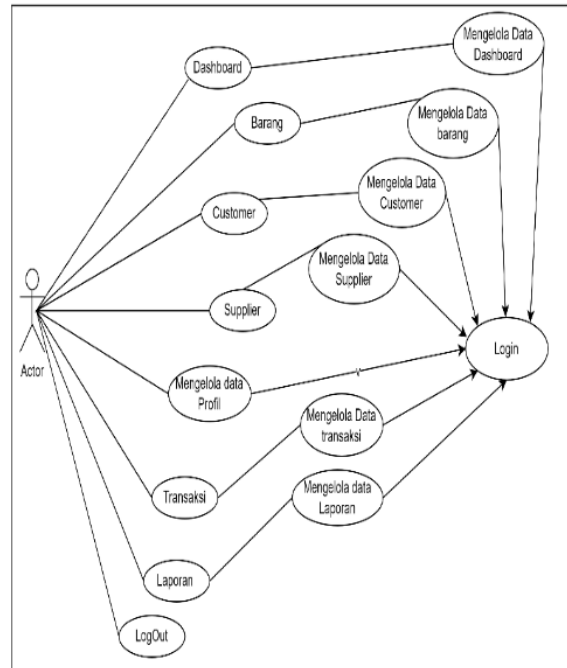 Mengelola Data
Dashboard
Dashboard
Barang
Mengelola Data
barang
Customer
Mengelola Data
Customer
Supplier
Mengelola Data
Supplier
Actor
Login
Mengelola data
Profil
Transaksi
Mengelola Data
transaksi
Laporan
Mengelola data
Laporan
LogOut